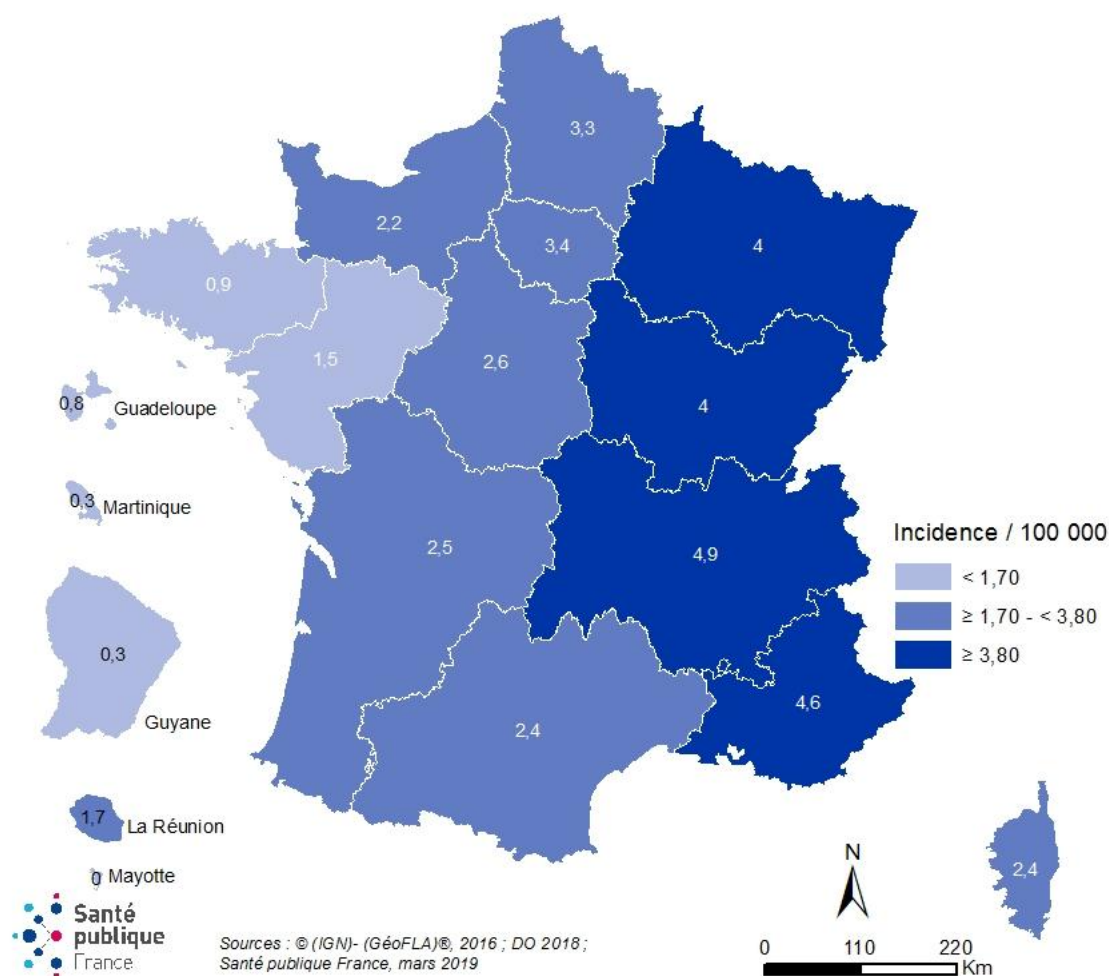 3,3
2,2
3,4
4
0,9
1,5
2,6
4
0,8
Guadeloupe
0,3
Martinique
2,5
4,9
Incidence / 100 000
< 1,70
≥ 1,70 - < 3,80
≥ 3,80
0,3
Guyane
2,4
4,6
1,7
La Réunion
0
Mayotte
2,4
N
Santé
publique
France
Sources : © (IGN)- (GéoFLA)®, 2016 ; DO 2018 ;
Santé publique France, mars 2019
0 110 220
Km